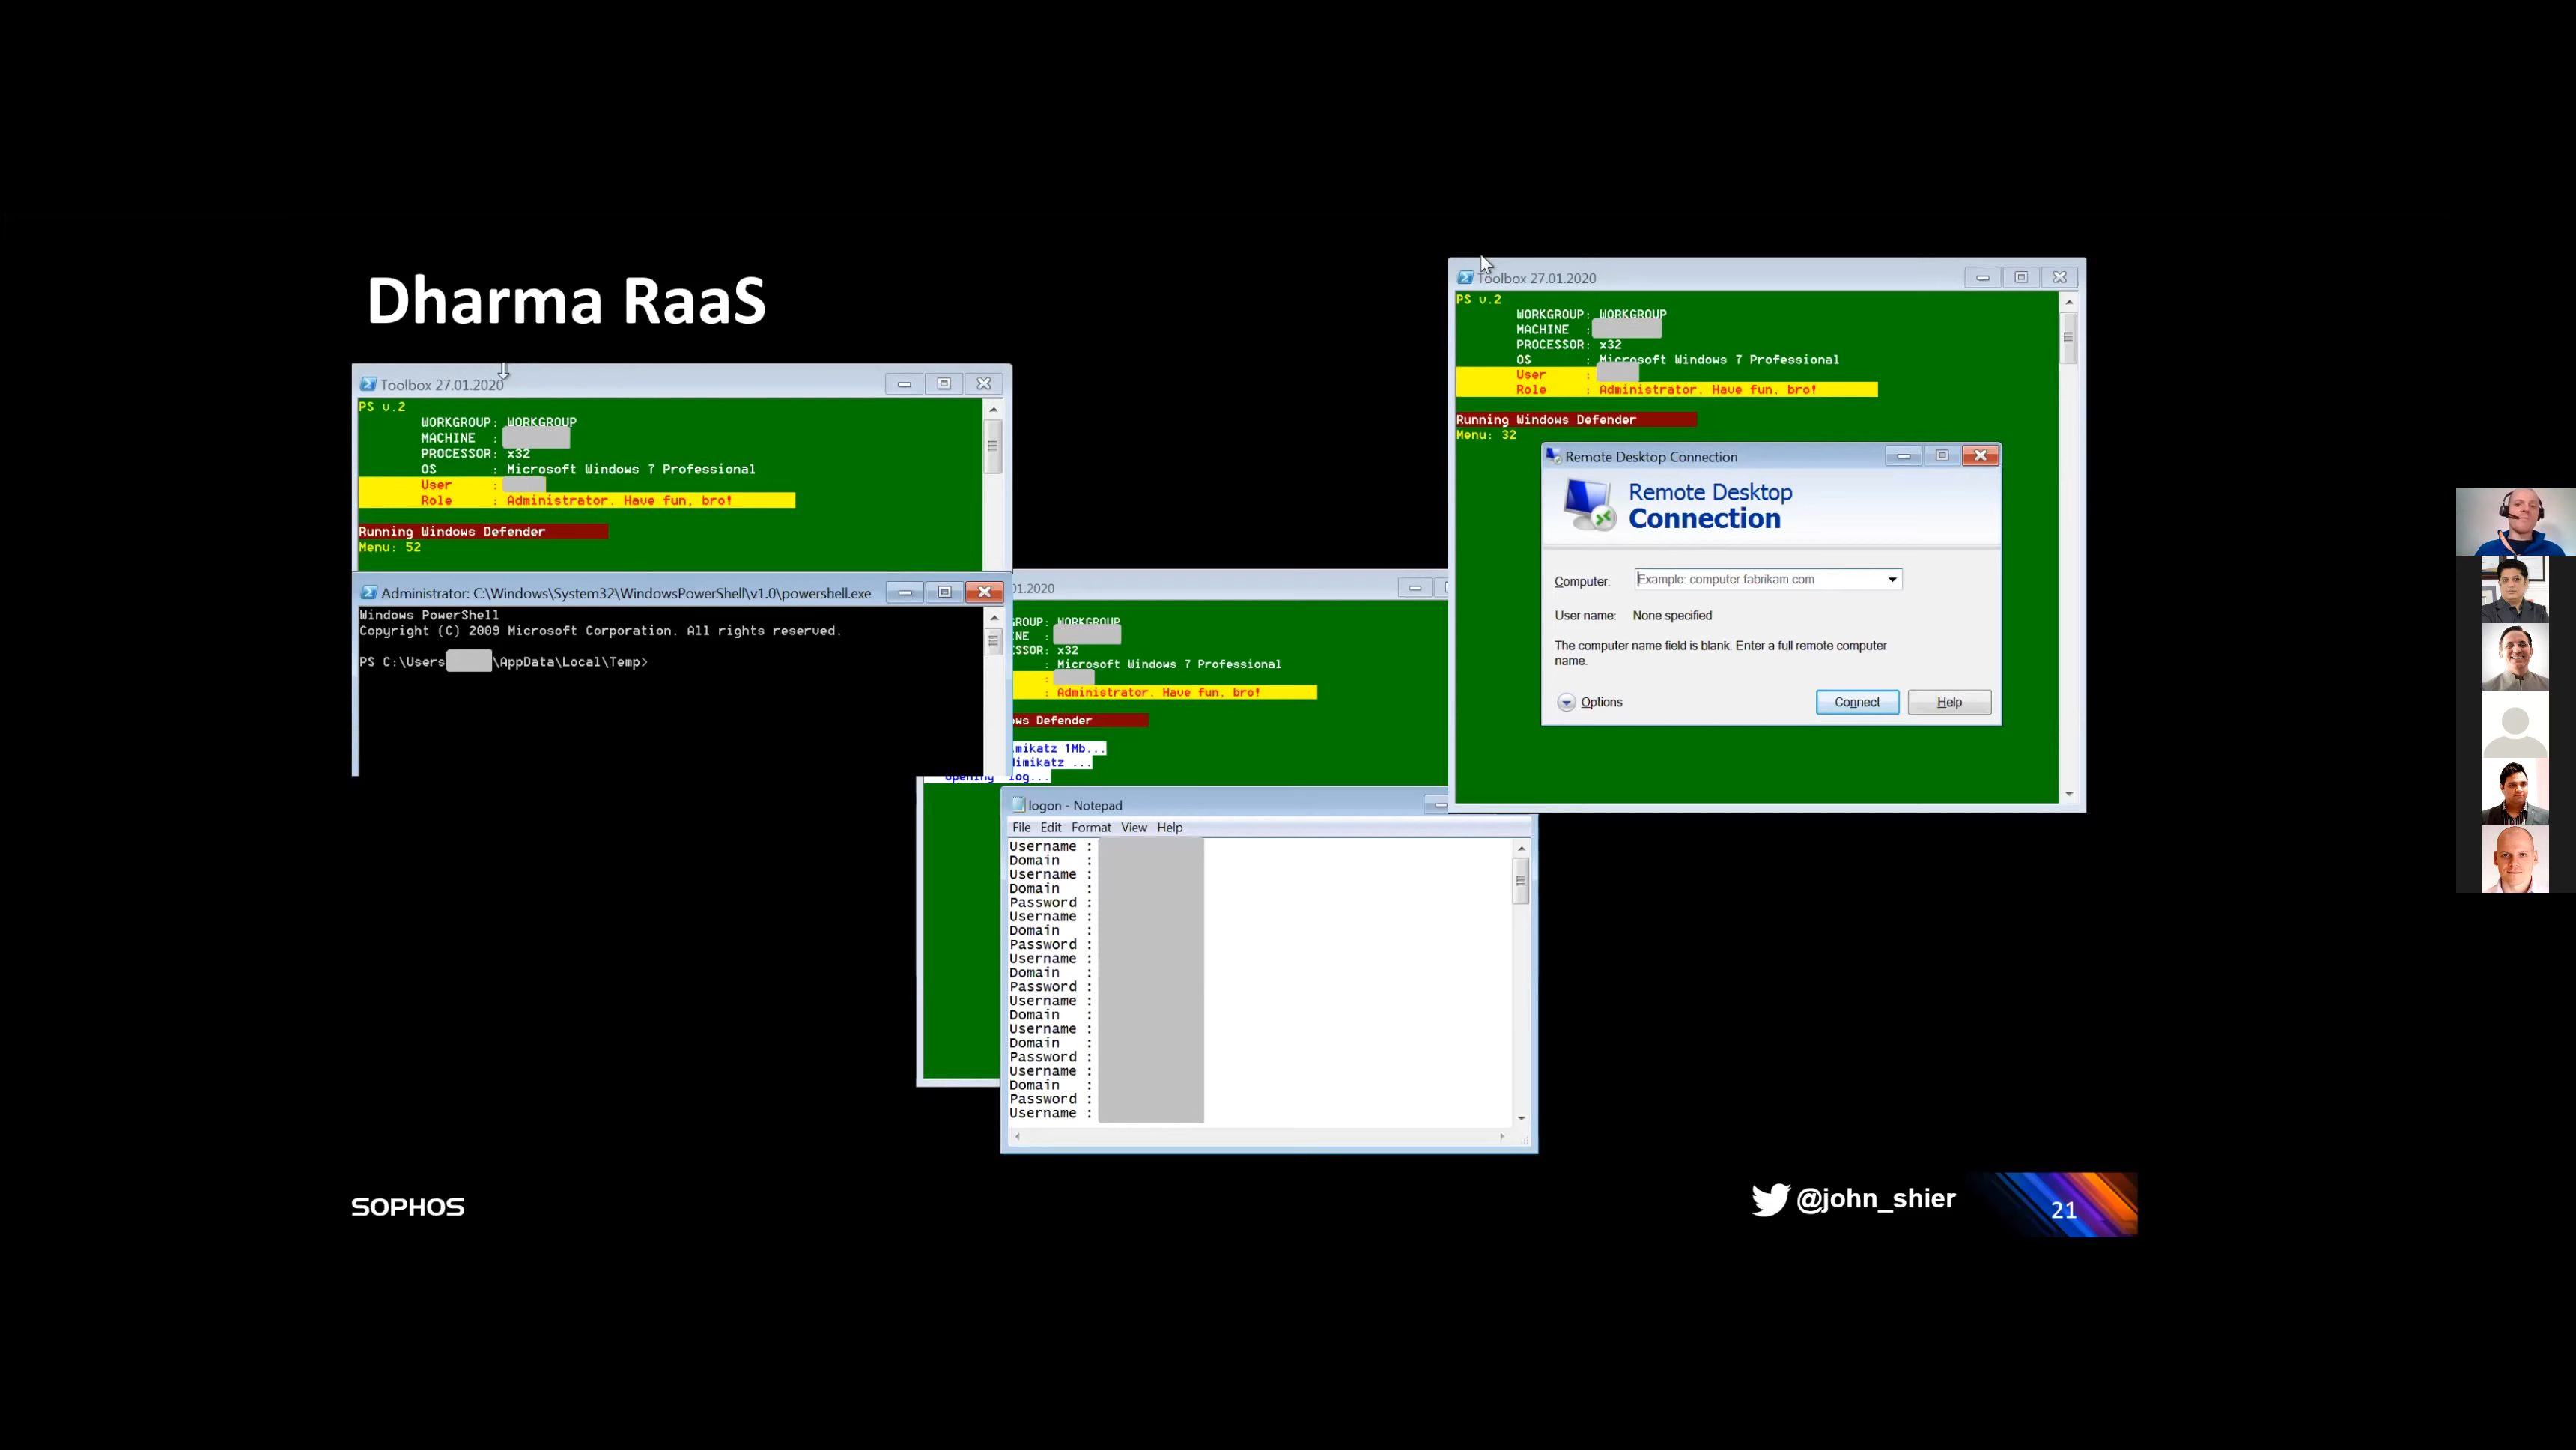 Dharma RaaS
Toolbox 27.01.2020
PS v.2
WORKGROUP: WORKGROUP
MACHINE :
PROCESSOR: x32
OS : Microsoft Windows 7 Professional
User :
Role : Administrator. Have fun, bro!
Running Windows Defender
Menu: 52
Administrator: C:\Windows\System32\WindowsPowerShell\v1.0\powershell.exe
Windows PowerShell
Copyright (C) 2009 Microsoft Corporation. All rights reserved.
PS C:\Users \AppData\Local\Temp>
01.2020
ROUP: WORKGROUP
NE :
SSOR: x32
: Microsoft Windows 7 Professional
:
: Administrator. Have fun, bro!
ws Defender
mikatz 1Mb...
imikatz ...
opening log...
logon - Notepad
File Edit Format View Help
Username :
Domain :
Username :
Domain :
Password :
Username :
Domain :
Password :
Username :
Domain :
Password :
Username :
Domain :
Username :
Domain :
Password :
Username :
Domain :
Password :
Username :
Toolbox 27.01.2020
PS v.2
WORKGROUP: WORKGROUP
MACHINE :
PROCESSOR: x32
OS : Microsoft Windows 7 Professional
User :
Role : Administrator. Have fun, bro!
Running Windows Defender
Menu: 32
Remote Desktop Connection
Remote Desktop
Connection
Computer: Example: computer.fabrikam.com
User name: None specified
The computer name field is blank. Enter a full remote computer
name.
Options Connect Help
SOPHOS
@john_shier
21